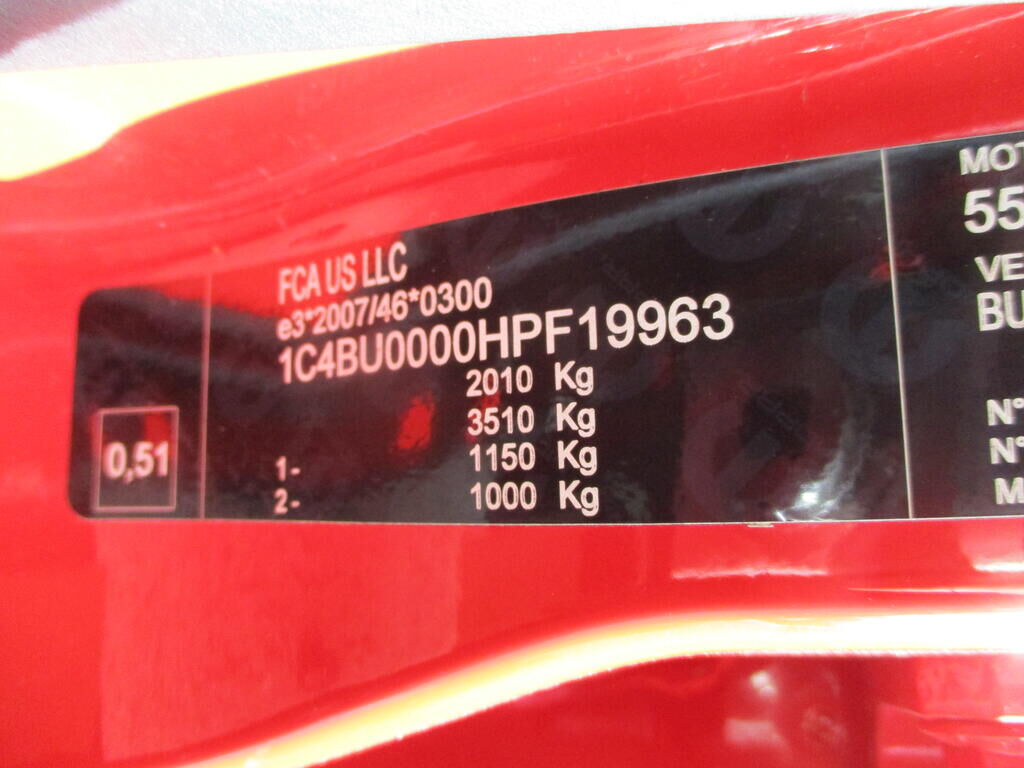 FCA US LLC
e3*2007/46*0300
1C4BU0000HPF19963
2010 Kg
3510 Kg
1- 1150 Kg
2- 1000 Kg
0,51
MOT
55
VE
BU
N°
N°
M